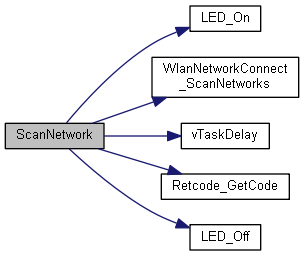 LED_On
WlanNetworkConnect
_ScanNetworks
ScanNetwork
vTaskDelay
Retcode_GetCode
LED_Off